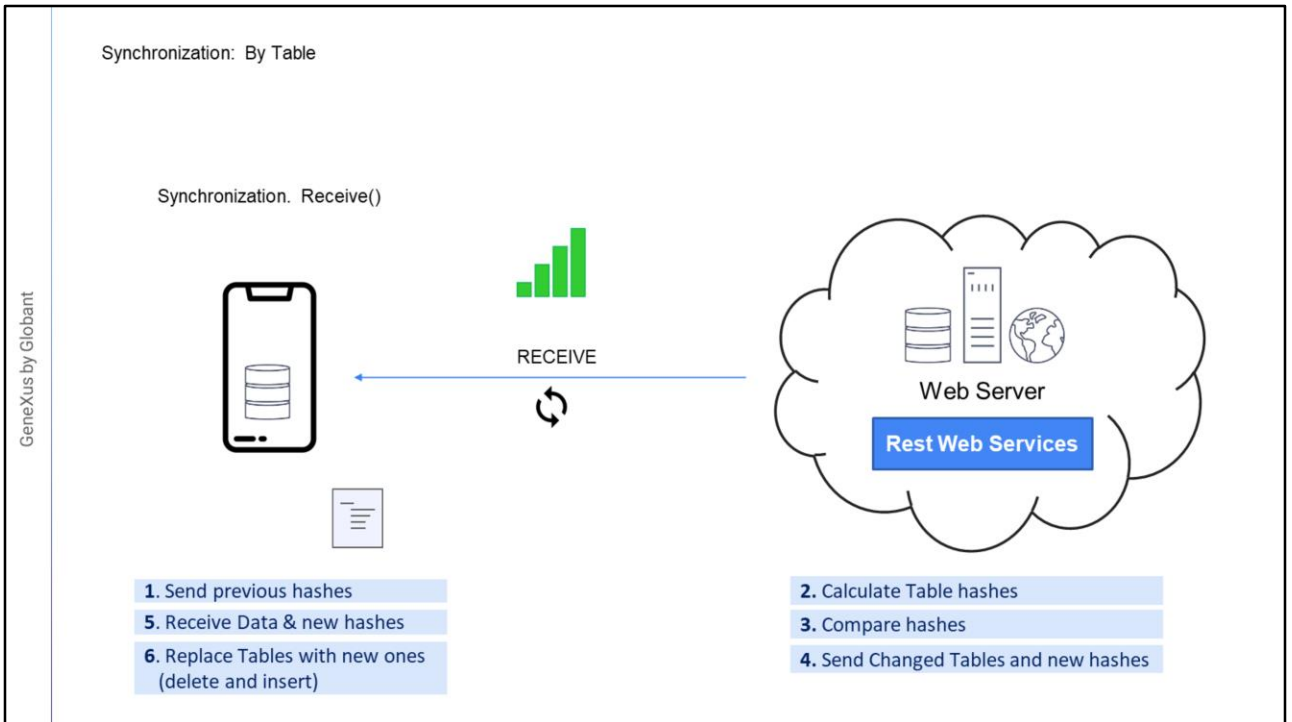 Synchronization: By Table
Synchronization. Receive()
GeneXus by Globant
RECEIVE
Web Server
Rest Web Services
1. Send previous hashes
5. Receive Data & new hashes
6. Replace Tables with new ones
(delete and insert)
2. Calculate Table hashes
3. Compare hashes
4. Send Changed Tables and new hashes